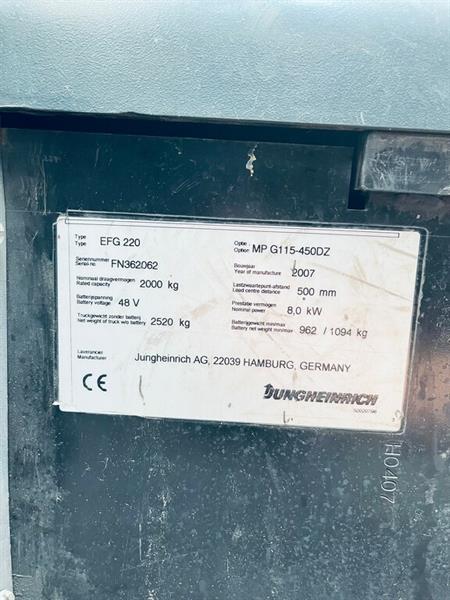 Type
Type
EFG 220
Optie
Option
MP G115-450DZ
Serienummer
Serial-no
FN362062
Bouwjaar
Year of manufacture
2007
Nominaal draagvermogen
Rated capacity
2000 kg
Lastzwaartepunt-afstand
Load centre distance
500 mm
Batterijspanning
Battery voltage
48 V
Prestatie vermogen
Nominal power
8,0 kW
Truckgewicht zonder batterij
Net weight of truck w/o battery
2520 kg
Batterijgewicht min/max
Battery net weight min/max
962 / 1094 kg
Leverancier
Manufacturer
Jungheinrich AG, 22039 HAMBURG, GERMANY
CE
JUNGHEINRICH
H0407